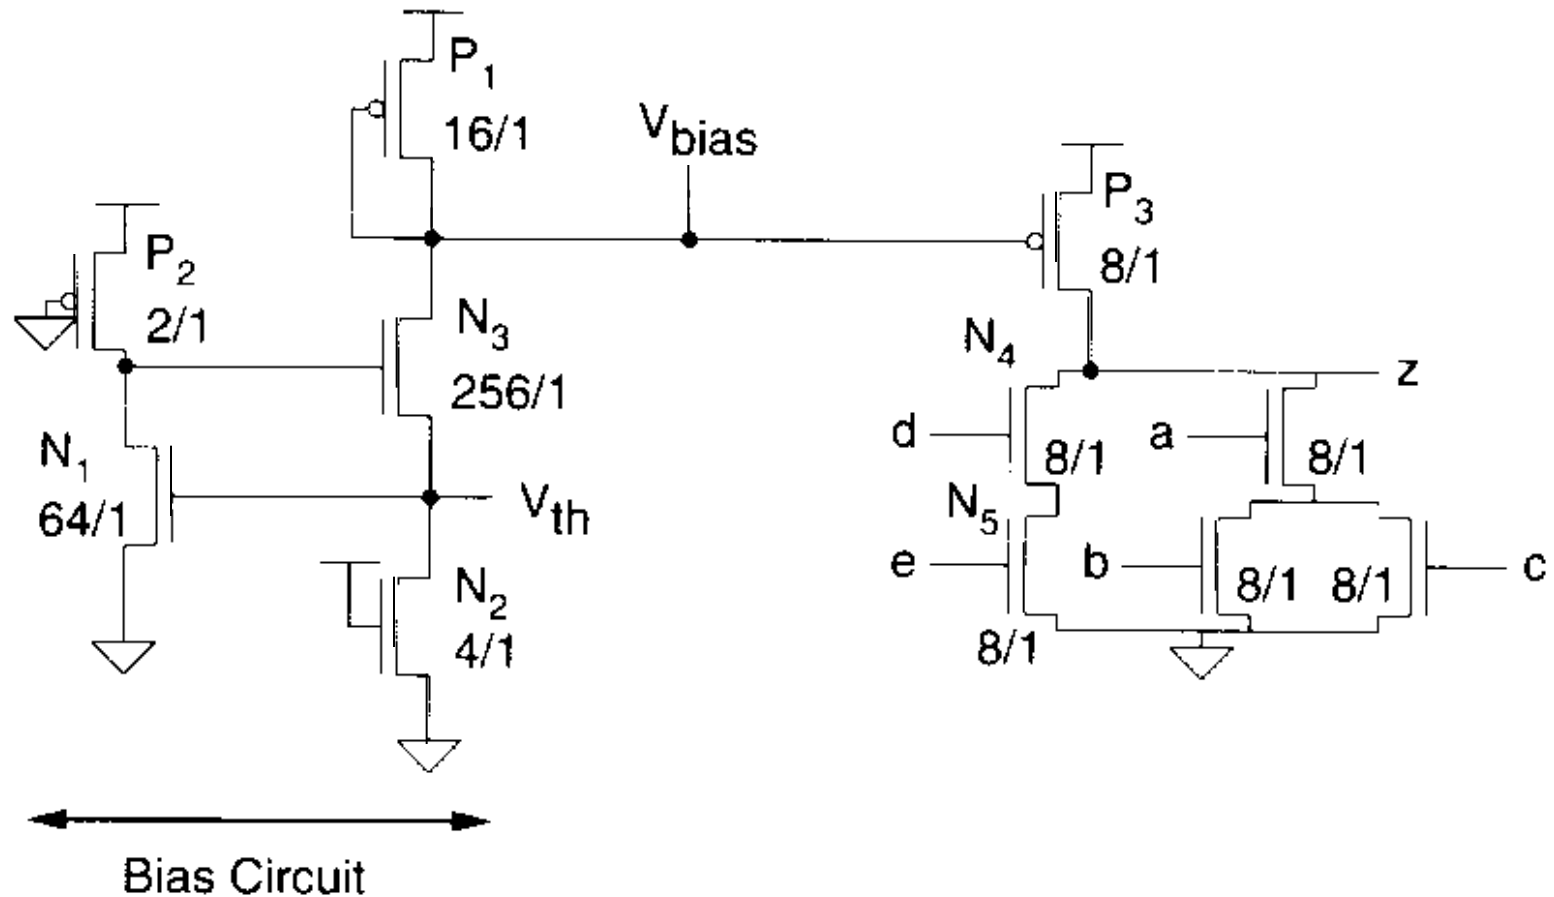 P1
16/1
Vbias
P3
8/1
P2
2/1
N3
256/1
N4
z
d
8/1
a
8/1
N1
64/1
Vth
N5
e
8/1
b
8/1
8/1
c
N2
4/1
Bias Circuit